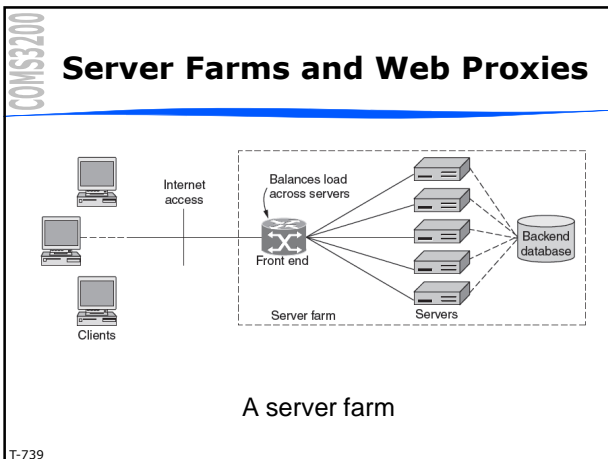 COMS3200
Server Farms and Web Proxies
Internet
access
Balances load
across servers
Front end
Backend
database
Server farm
Servers
Clients
A server farm
T-739